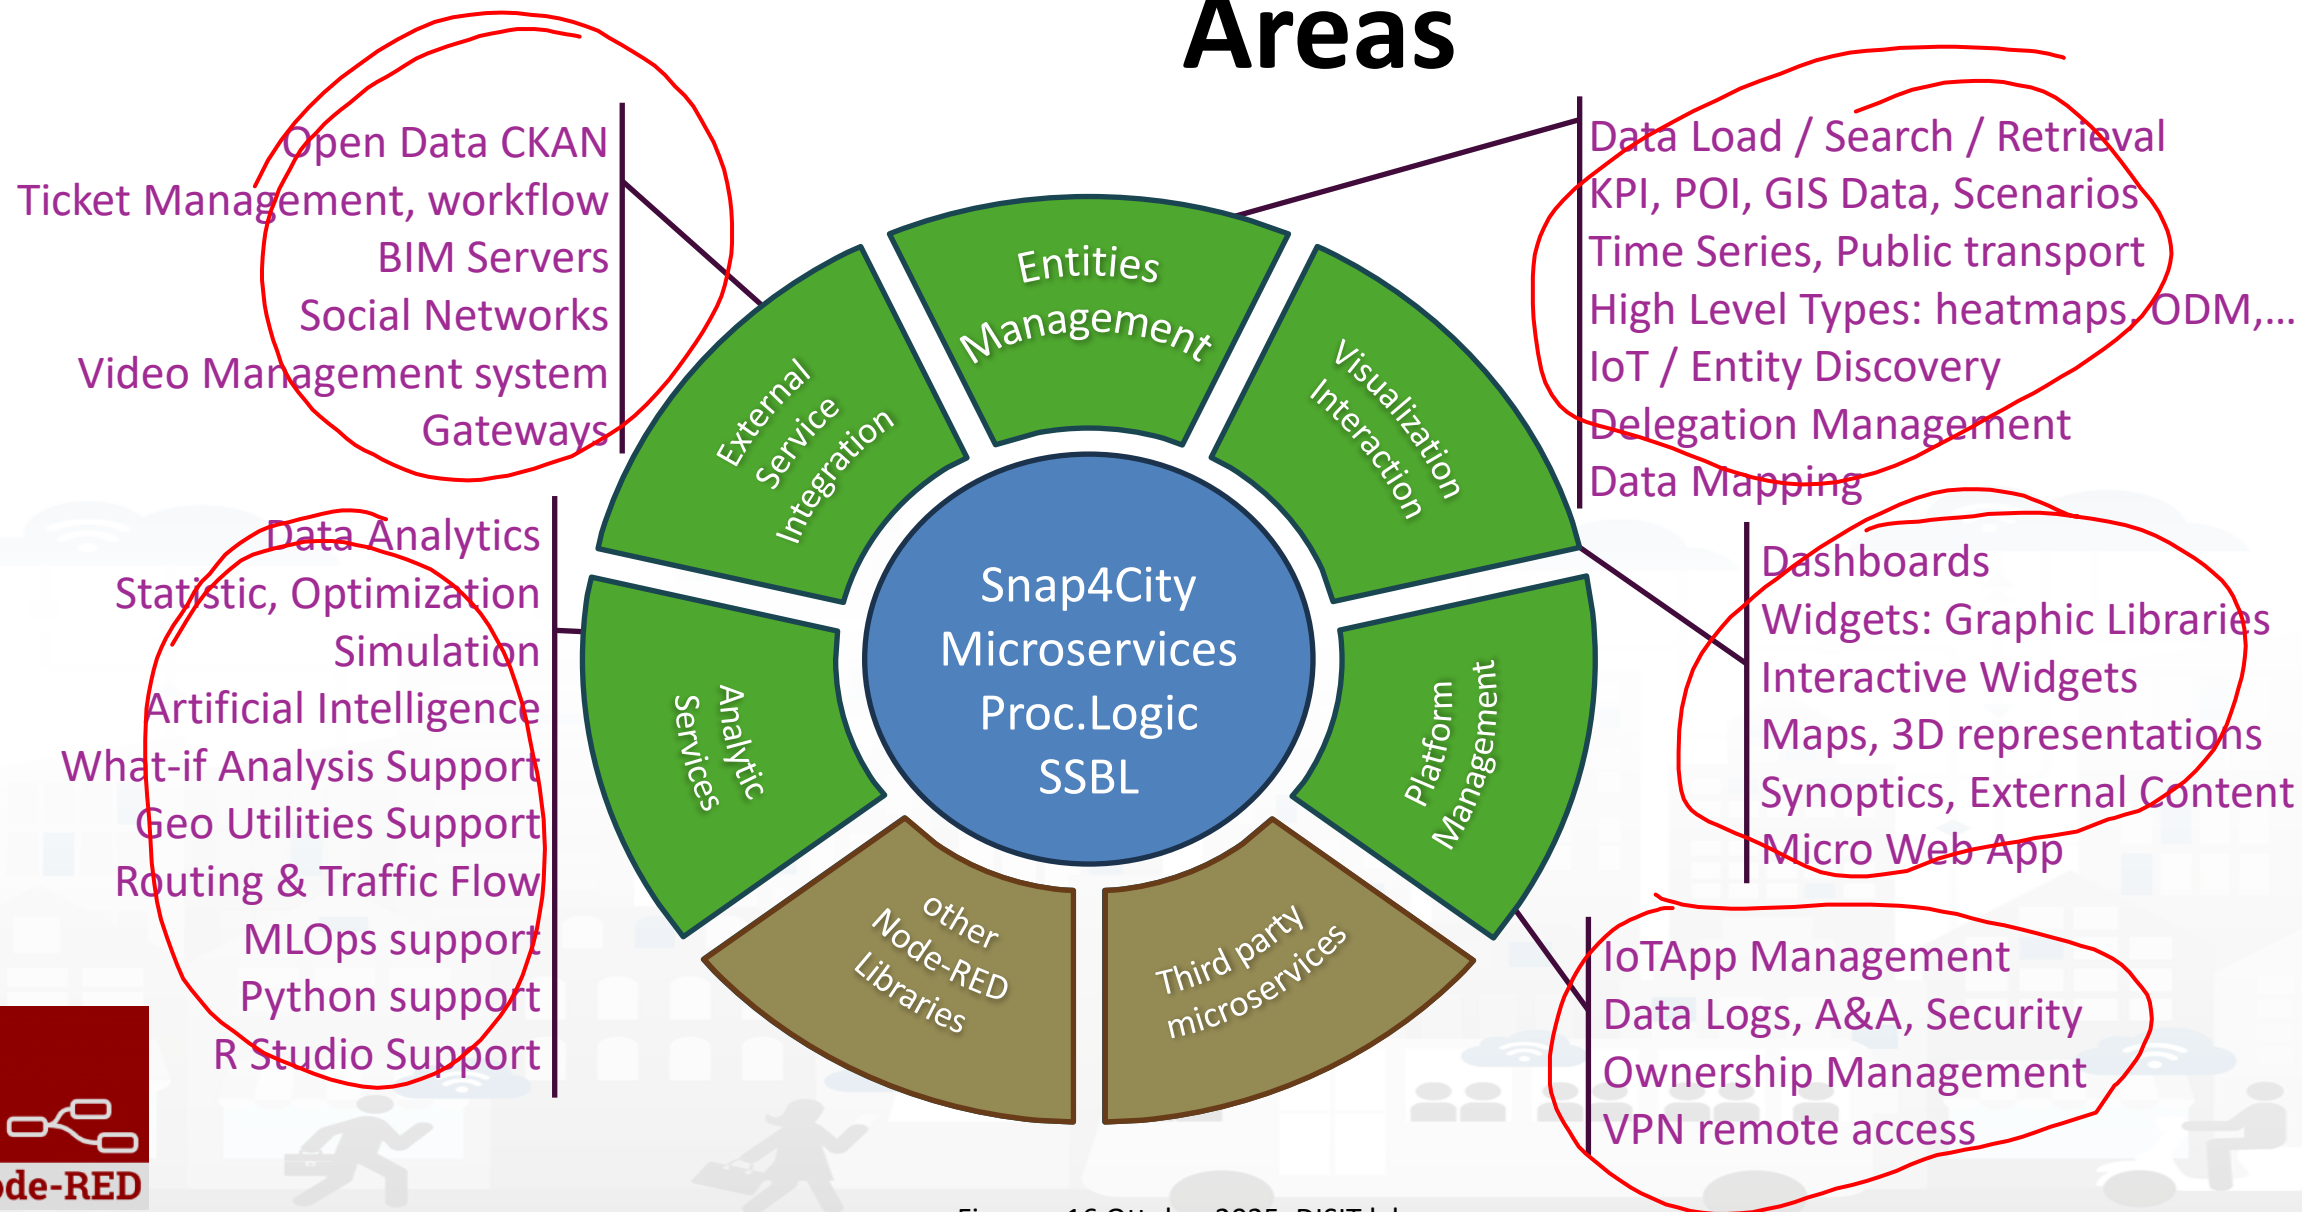 Areas
Open Data CKAN
Ticket Management, workflow
BIM Servers
Social Networks
Video Management system
Gateways
Data Analytics
Statistic, Optimization
Simulation
Artificial Intelligence
What-if Analysis Support
Geo Utilities Support
Routing & Traffic Flow
MLOps support
Python support
R Studio Support
Entities
Management
External
Service
Integration
Visualization
Interaction
Analytic
Services
Platform
Management
other
Node-RED
Libraries
Third party
microservices
Snap4City
Microservices
Proc.Logic
SSBL
Data Load / Search / Retrieval
KPI, POI, GIS Data, Scenarios
Time Series, Public transport
High Level Types: heatmaps, ODM,...
IoT / Entity Discovery
Delegation Management
Data Mapping
Dashboards
Widgets: Graphic Libraries
Interactive Widgets
Maps, 3D representations
Synoptics, External Content
Micro Web App
IoTApp Management
Data Logs, A&A, Security
Ownership Management
VPN remote access
de-RED